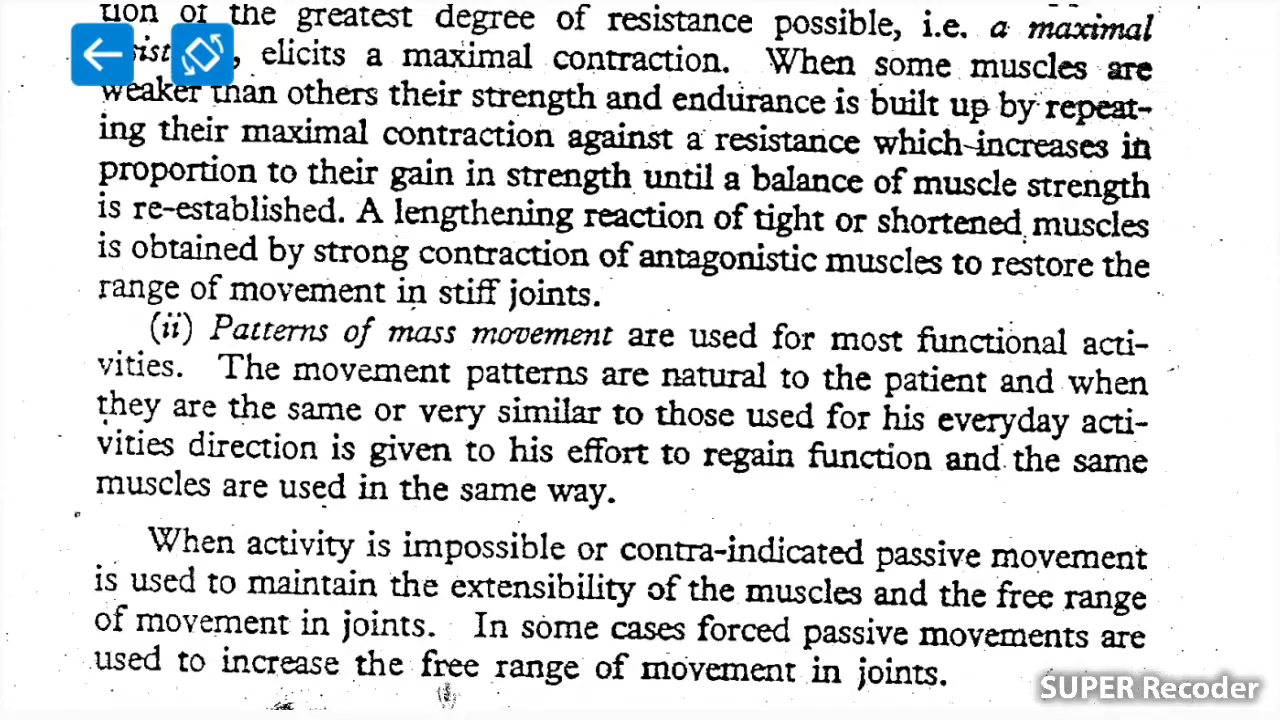 tion of the greatest degree of resistance possible, i.e. a maximal
elicits a maximal contraction. When some muscles are
weaker than others their strength and endurance is built up by repeat-
ing their maximal contraction against a resistance which increases in
proportion to their gain in strength until a balance of muscle strength
is re-established. A lengthening reaction of tight or shortened muscles
is obtained by strong contraction of antagonistic muscles to restore the
range of movement in stiff joints.
(ii) Patterns of mass movement are used for most functional acti-
vities. The movement patterns are natural to the patient and when
they are the same or very similar to those used for his everyday acti-
vities direction is given to his effort to regain function and the same
muscles are used in the same way.
When activity is impossible or contra-indicated passive movement
is used to maintain the extensibility of the muscles and the free range
of movement in joints. In some cases forced passive movements are
used to increase the free range of movement in joints.
SUPER Recoder